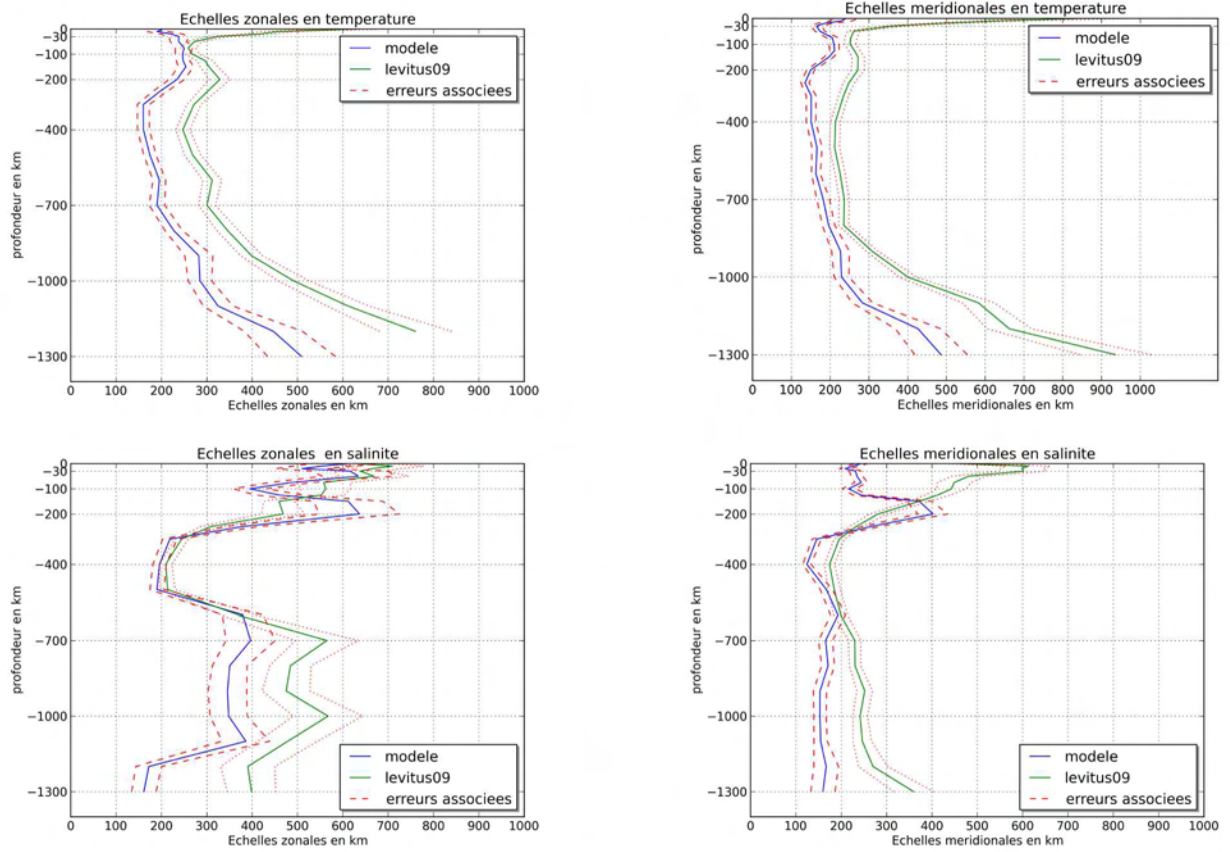 Echelles zonales en temperature
0
−30
−100
−200
−400
−700
−1000
−1300
profondeur en km
modele
levitus09
erreurs associees
0 100 200 300 400 500 600 700 800 900 1000
Echelles zonales en km
Echelles meridionales en temperature
0
−30
−100
−200
−400
−700
−1000
−1300
profondeur en km
modele
levitus09
erreurs associees
0 100 200 300 400 500 600 700 800 900 1000
Echelles meridionales en km
Echelles zonales en salinite
0
−30
−100
−200
−400
−700
−1000
−1300
profondeur en km
modele
levitus09
erreurs associees
0 100 200 300 400 500 600 700 800 900 1000
Echelles zonales en km
Echelles meridionales en salinite
0
−30
−100
−200
−400
−700
−1000
−1300
profondeur en km
modele
levitus09
erreurs associees
0 100 200 300 400 500 600 700 800 900 1000
Echelles meridionales en km